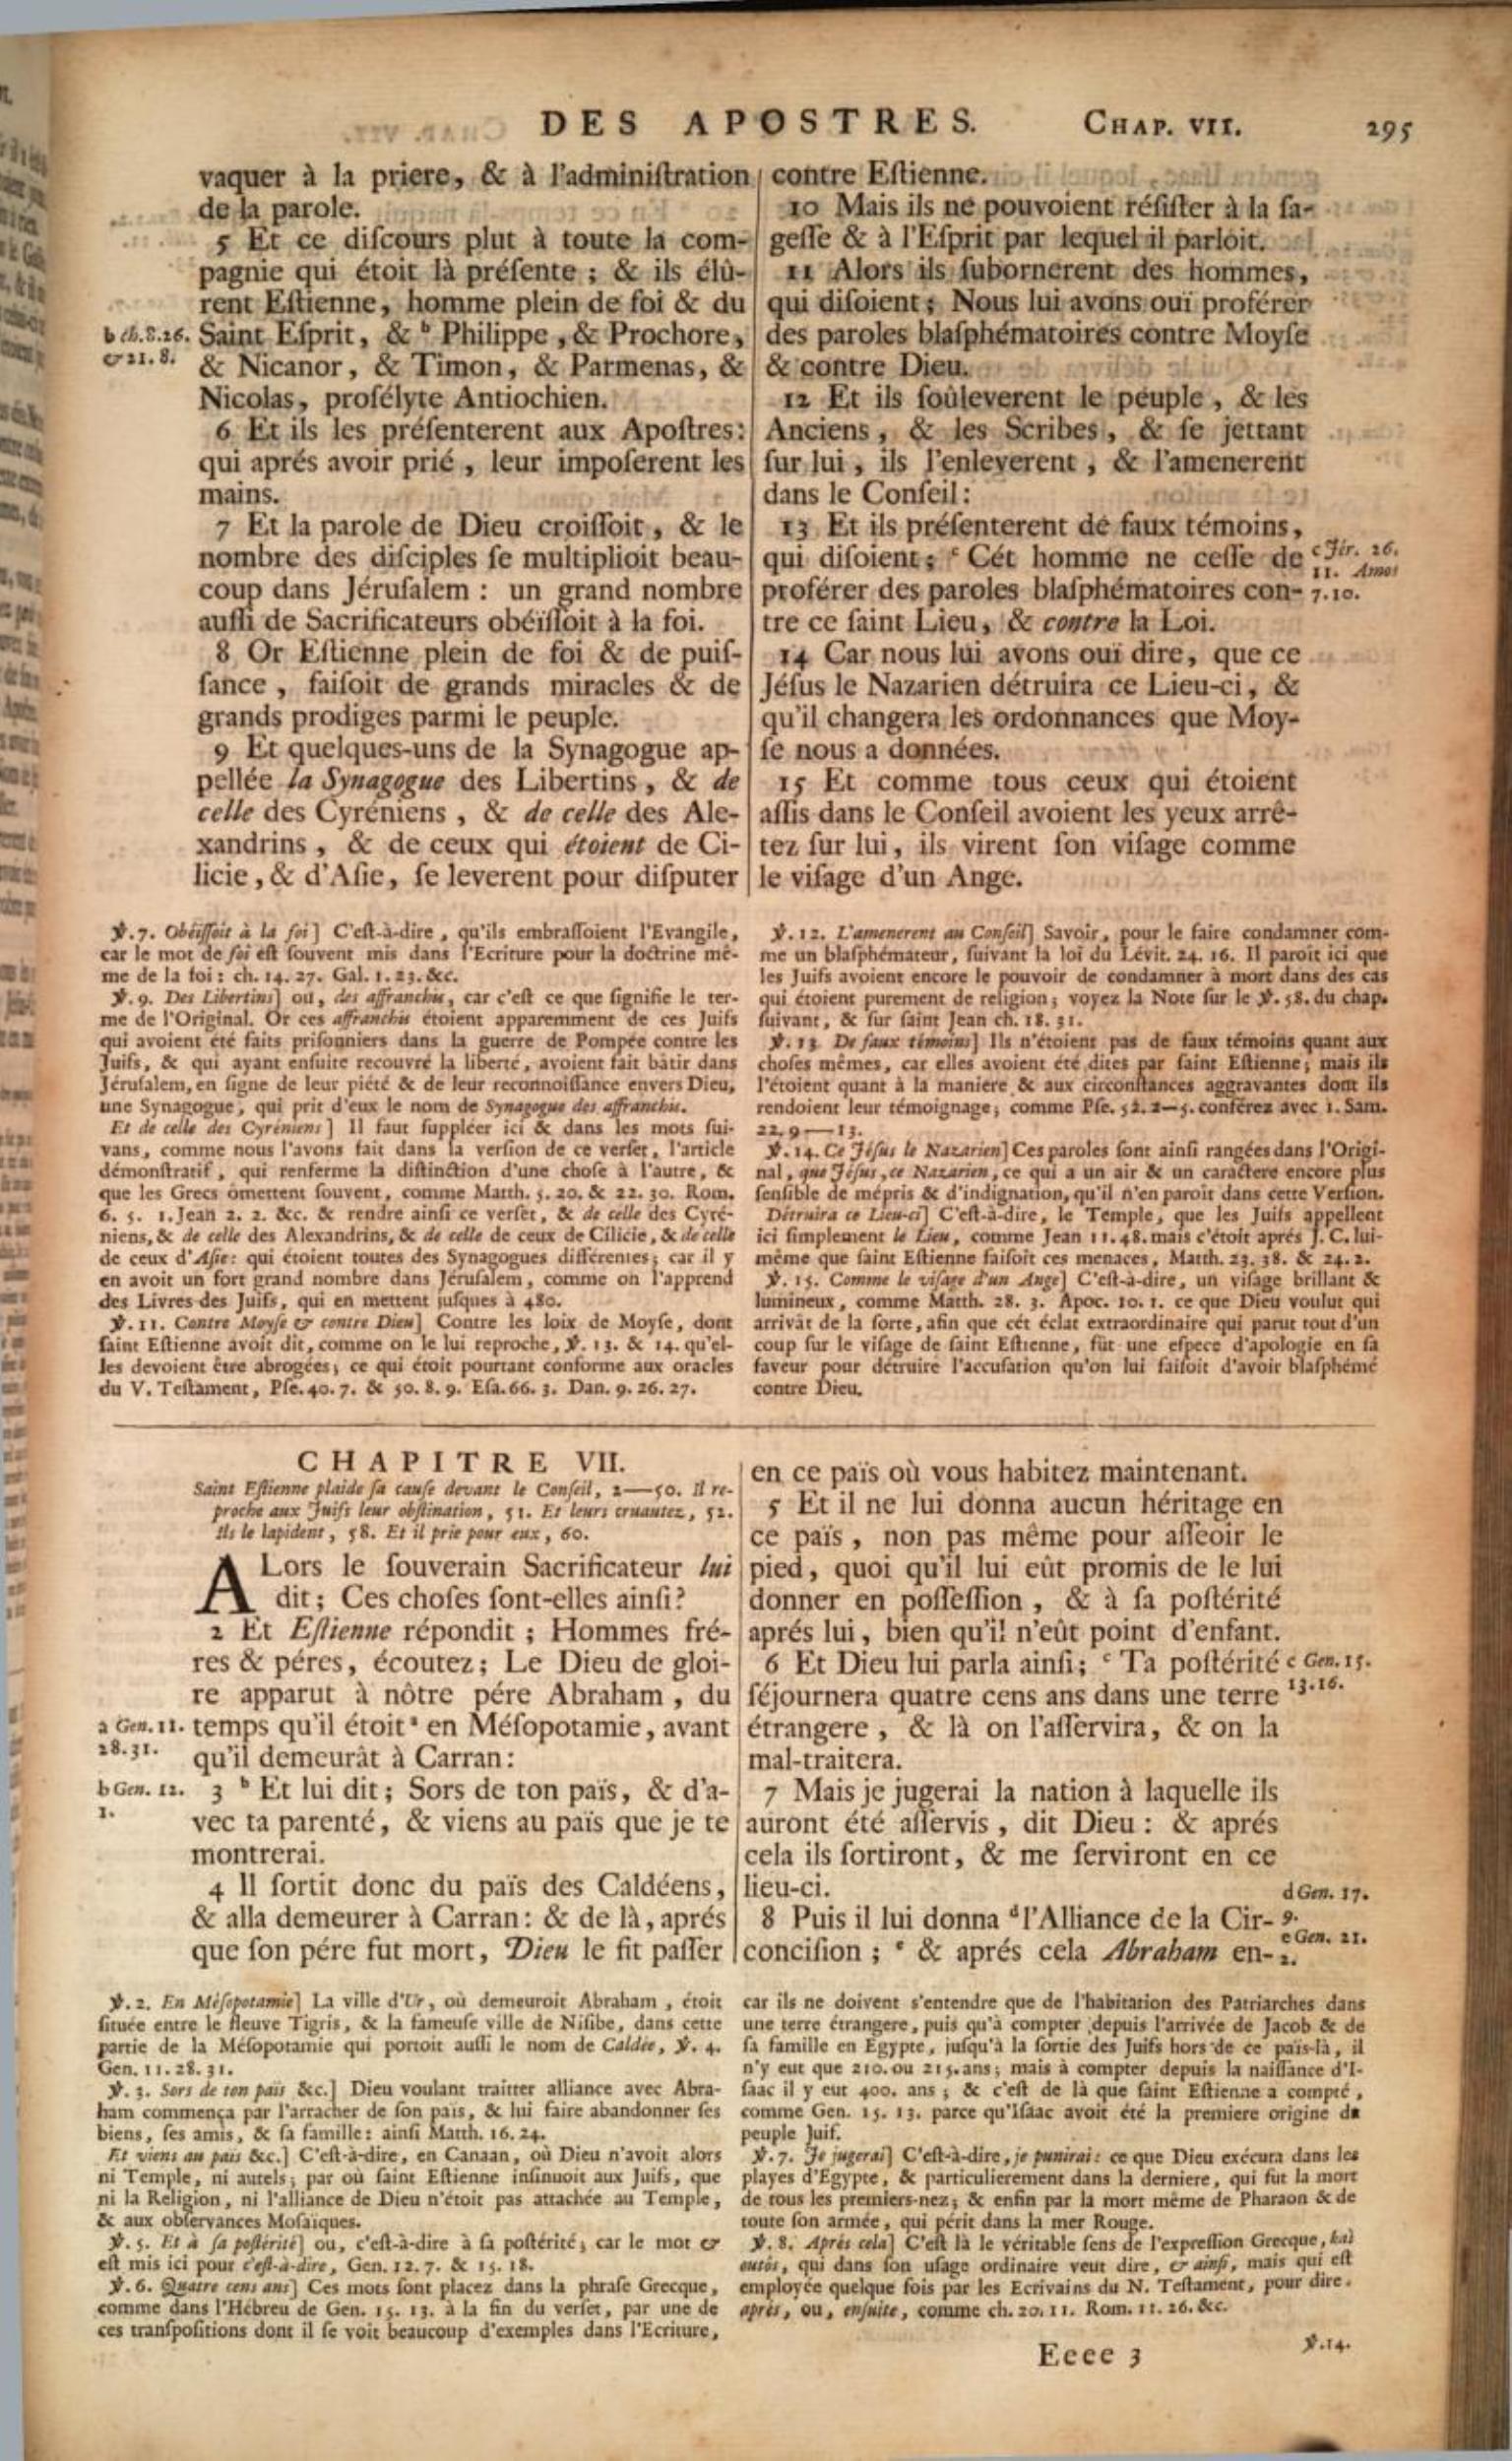 DES APOSTRES. CHAP. VII. 295
vaquer à la priere, & à l'adminiſtration
de la parole.
5 Et ce diſcours plut à toute la com-
pagnie qui étoit là préſente ; & ils élû-
rent Eſtienne, homme plein de foi & du
b ch.8.26.
& 21.8.
Saint Eſprit, & ᵇ Philippe, & Prochore,
& Nicanor, & Timon, & Parmenas, &
Nicolas, proſélyte Antiochien.
6 Et ils les préſenterent aux Apoſtres:
qui aprés avoir prié, leur impoſerent les
mains.
7 Et la parole de Dieu croiſſoit, & le
nombre des diſciples ſe multiplioit beau-
coup dans Jéruſalem : un grand nombre
auſſi de Sacrificateurs obéïſſoit à la foi.
8 Or Eſtienne plein de foi & de puiſ-
ſance, faiſoit de grands miracles & de
grands prodiges parmi le peuple.
9 Et quelques-uns de la Synagogue ap-
pellée la Synagogue des Libertins, & de
celle des Cyréniens, & de celle des Ale-
xandrins, & de ceux qui étoient de Ci-
licie, & d'Aſie, ſe leverent pour diſputer
contre Eſtienne.
10 Mais ils ne pouvoient réſiſter à la ſa-
geſſe & à l'Eſprit par lequel il parloit.
11 Alors ils ſubornerent des hommes,
qui diſoient; Nous lui avons ouï proférer
des paroles blaſphématoires contre Moyſe
& contre Dieu.
12 Et ils ſoûleverent le peuple, & les
Anciens, & les Scribes, & ſe jettant
ſur lui, ils l'enleverent, & l'amenerent
dans le Conſeil:
13 Et ils préſenterent de faux témoins,
qui diſoient; ᶜ Cét homme ne ceſſe de
proférer des paroles blaſphématoires con-
c Jér. 26.
11. Amos
7.10.
tre ce ſaint Lieu, & contre la Loi.
14 Car nous lui avons ouï dire, que ce
Jéſus le Nazarien détruira ce Lieu-ci, &
qu'il changera les ordonnances que Moy-
ſe nous a données.
15 Et comme tous ceux qui étoient
aſſis dans le Conſeil avoient les yeux arrê-
tez ſur lui, ils virent ſon viſage comme
le viſage d'un Ange.
℣.7. Obéïſſoit à la foi] C'eſt-à-dire, qu'ils embraſſoient l'Evangile,
car le mot de foi eſt ſouvent mis dans l'Ecriture pour la doctrine mê-
me de la foi: ch. 14. 27. Gal. 1. 23. &c.
℣.9. Des Libertins] ou, des affranchis, car c'eſt ce que ſignifie le ter-
me de l'Original. Or ces affranchis étoient apparemment de ces Juifs
qui avoient été faits priſonniers dans la guerre de Pompée contre les
Juifs, & qui ayant enſuite recouvré la liberté, avoient fait bâtir dans
Jéruſalem, en ſigne de leur piété & de leur reconnoiſſance envers Dieu,
une Synagogue, qui prit d'eux le nom de Synagogue des affranchis.
Et de celle des Cyréniens] Il faut ſuppléer ici & dans les mots ſui-
vans, comme nous l'avons fait dans la verſion de ce verſet, l'article
démonſtratif, qui renferme la diſtinction d'une choſe à l'autre, &
que les Grecs omettent ſouvent, comme Matth. 5. 20. & 22. 30. Rom.
6. 5. 1. Jean 2. 2. &c. & rendre ainſi ce verſet, & de celle des Cyré-
niens, & de celle des Alexandrins, & de celle de ceux de Cilicie, & de celle
de ceux d'Aſie: qui étoient toutes des Synagogues différentes; car il y
en avoit un fort grand nombre dans Jéruſalem, comme on l'apprend
des Livres des Juifs, qui en mettent juſques à 480.
℣.11. Contre Moyſe & contre Dieu] Contre les loix de Moyſe, dont
ſaint Eſtienne avoit dit, comme on le lui reproche, ℣. 13. & 14. qu'el-
les devoient être abrogées; ce qui étoit pourtant conforme aux oracles
du V. Teſtament, Pſe. 40. 7. & 50. 8. 9. Eſa. 66. 3. Dan. 9. 26. 27.
℣.12. L'amenerent au Conſeil] Savoir, pour le faire condamner com-
me un blaſphémateur, ſuivant la loi du Lévit. 24. 16. Il paroît ici que
les Juifs avoient encore le pouvoir de condamner à mort dans des cas
qui étoient purement de religion; voyez la Note ſur le ℣. 58. du chap.
ſuivant, & ſur ſaint Jean ch. 18. 31.
℣.13. De faux témoins] Ils n'étoient pas de faux témoins quant aux
choſes mêmes, car elles avoient été dites par ſaint Eſtienne; mais ils
l'étoient quant à la maniere & aux circonſtances aggravantes dont ils
rendoient leur témoignage; comme Pſe. 52. 2—5. conférez avec 1. Sam.
22. 9—13.
℣.14. Ce Jéſus le Nazarien] Ces paroles ſont ainſi rangées dans l'Origi-
nal, que Jéſus, ce Nazarien, ce qui a un air & un caractere encore plus
ſenſible de mépris & d'indignation, qu'il n'en paroît dans cette Verſion.
Détruira ce Lieu-ci] C'eſt-à-dire, le Temple, que les Juifs appellent
ici ſimplement le Lieu, comme Jean 11. 48. mais c'étoit aprés J. C. lui-
même que ſaint Eſtienne faiſoit ces menaces, Matth. 23. 38. & 24. 2.
℣.15. Comme le viſage d'un Ange] C'eſt-à-dire, un viſage brillant &
lumineux, comme Matth. 28. 3. Apoc. 10. 1. ce que Dieu voulut qui
arrivât de la ſorte, afin que cét éclat extraordinaire qui parut tout d'un
coup ſur le viſage de ſaint Eſtienne, fût une eſpece d'apologie en ſa
faveur pour détruire l'accuſation qu'on lui faiſoit d'avoir blaſphémé
contre Dieu.
CHAPITRE VII.
Saint Eſtienne plaide ſa cauſe devant le Conſeil, 2—50. Il re-
proche aux Juifs leur obſtination, 51. Et leurs cruautez, 52.
Ils le lapident, 58. Et il prie pour eux, 60.
ALors le ſouverain Sacrificateur lui
dit; Ces choſes ſont-elles ainſi?
2 Et Eſtienne répondit ; Hommes fré-
res & péres, écoutez; Le Dieu de gloi-
re apparut à nôtre pére Abraham, du
a Gen. 11.
28.31.
temps qu'il étoit ᵃ en Méſopotamie, avant
qu'il demeurât à Carran:
b Gen. 12.
1.
3 ᵇ Et lui dit; Sors de ton païs, & d'a-
vec ta parenté, & viens au païs que je te
montrerai.
4 Il ſortit donc du païs des Caldéens,
& alla demeurer à Carran: & de là, aprés
que ſon pére fut mort, Dieu le fit paſſer
en ce païs où vous habitez maintenant.
5 Et il ne lui donna aucun héritage en
ce païs, non pas même pour aſſeoir le
pied, quoi qu'il lui eût promis de le lui
donner en poſſeſſion, & à ſa poſtérité
aprés lui, bien qu'il n'eût point d'enfant.
6 Et Dieu lui parla ainſi; ᶜ Ta poſtérité
c Gen. 15.
13.16.
ſéjournera quatre cens ans dans une terre
étrangere, & là on l'aſſervira, & on la
mal-traitera.
7 Mais je jugerai la nation à laquelle ils
auront été aſſervis, dit Dieu : & aprés
cela ils ſortiront, & me ſerviront en ce
lieu-ci.
d Gen. 17.
9.
8 Puis il lui donna ᵈ l'Alliance de la Cir-
e Gen. 21.
2.
conciſion ; ᵉ & aprés cela Abraham en-
℣.2. En Méſopotamie] La ville d'Ur, où demeuroit Abraham, étoit
ſituée entre le fleuve Tigris, & la fameuſe ville de Niſibe, dans cette
partie de la Méſopotamie qui portoit auſſi le nom de Caldée, ℣. 4.
Gen. 11. 28. 31.
℣.3. Sors de ton païs &c.] Dieu voulant traitter alliance avec Abra-
ham commença par l'arracher de ſon païs, & lui faire abandonner ſes
biens, ſes amis, & ſa famille: ainſi Matth. 16. 24.
Et viens au païs &c.] C'eſt-à-dire, en Canaan, où Dieu n'avoit alors
ni Temple, ni autels; par où ſaint Eſtienne inſinuoit aux Juifs, que
ni la Religion, ni l'alliance de Dieu n'étoit pas attachée au Temple,
& aux obſervances Moſaïques.
℣.5. Et à ſa poſtérité] ou, c'eſt-à-dire à ſa poſtérité; car le mot &
eſt mis ici pour c'eſt-à-dire, Gen. 12. 7. & 15. 18.
℣.6. Quatre cens ans] Ces mots ſont placez dans la phraſe Grecque,
comme dans l'Hébreu de Gen. 15. 13. à la fin du verſet, par une de
ces tranſpoſitions dont il ſe voit beaucoup d'exemples dans l'Ecriture,
car ils ne doivent s'entendre que de l'habitation des Patriarches dans
une terre étrangere, puis qu'à compter depuis l'arrivée de Jacob & de
ſa famille en Egypte, juſqu'à la ſortie des Juifs hors de ce païs-là, il
n'y eut que 210. ou 215. ans; mais à compter depuis la naiſſance d'I-
ſaac il y eut 400. ans ; & c'eſt de là que ſaint Eſtienne a compté,
comme Gen. 15. 13. parce qu'Iſaac avoit été la premiere origine du
peuple Juif.
℣.7. Je jugerai] C'eſt-à-dire, je punirai: ce que Dieu exécuta dans les
playes d'Egypte, & particulierement dans la derniere, qui fut la mort
de tous les premiers-nez; & enfin par la mort même de Pharaon & de
toute ſon armée, qui périt dans la mer Rouge.
℣.8. Aprés cela] C'eſt là le véritable ſens de l'expreſſion Grecque, kaì
outôs, qui dans ſon uſage ordinaire veut dire, & ainſi, mais qui eſt
employée quelque fois par les Ecrivains du N. Teſtament, pour dire,
aprés, ou, enſuite, comme ch. 20. 11. Rom. 11. 26. &c.
Eeee 3
℣.14.